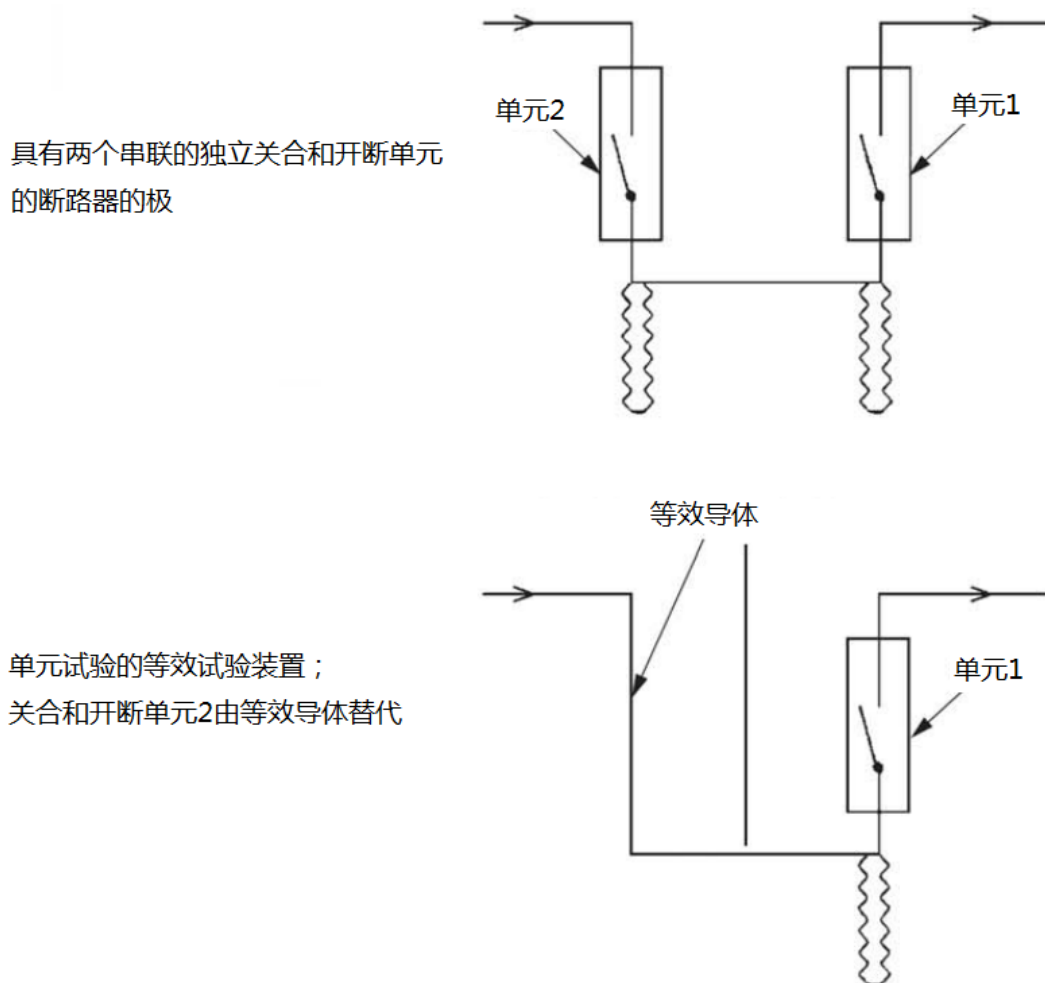 单元2
单元1
具有两个串联的独立关合和开断单元
的断路器的极
等效导体
单元试验的等效试验装置；
关合和开断单元2由等效导体替代
单元1